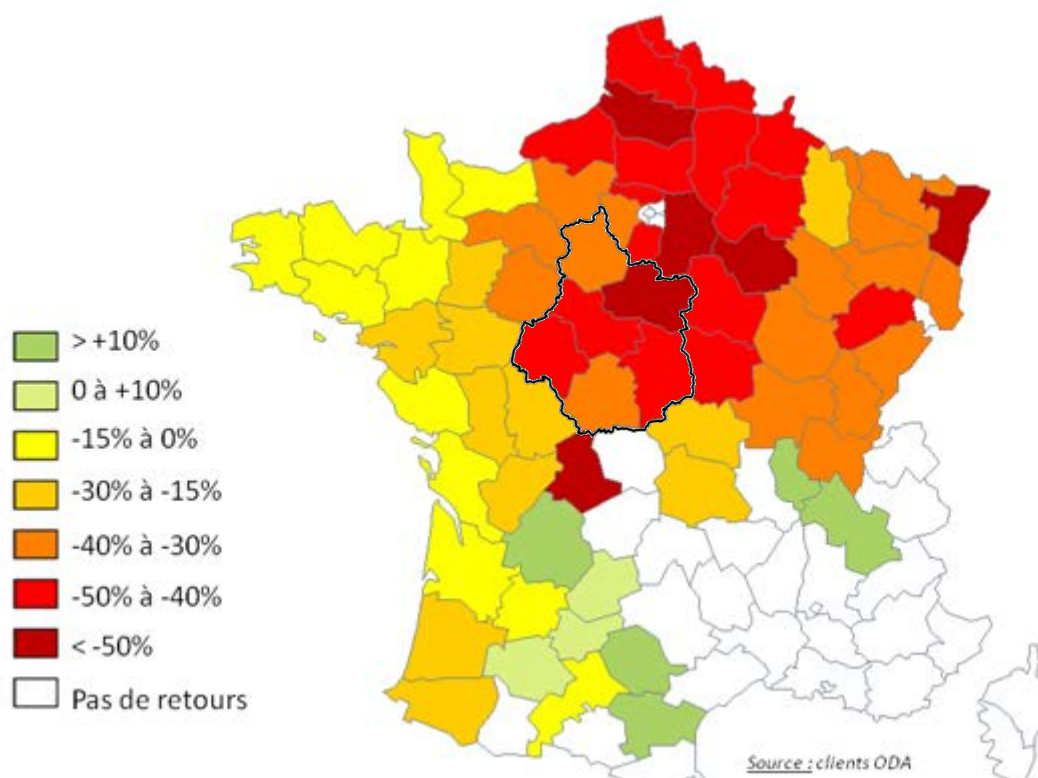 > +10%
0 à +10%
-15% à 0%
-30% à -15%
-40% à -30%
-50% à -40%
< -50%
Pas de retours
Source : clients ODA